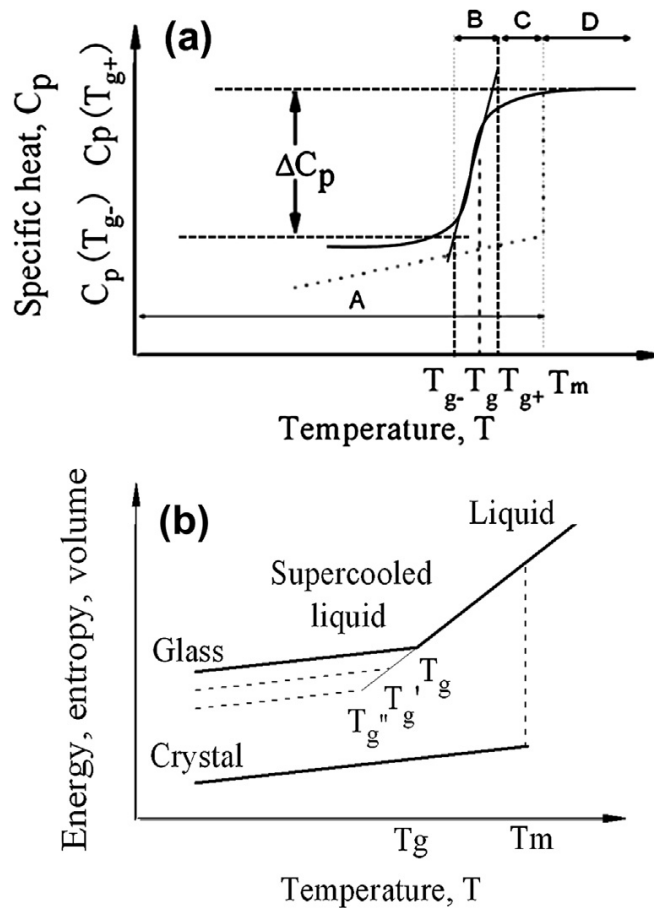 (a)
B
C
D
Specific heat, Cp
Cp(Tg-) Cp(Tg+)
ΔCp
A
Tg- Tg Tg+ Tm
Temperature, T
(b)
Energy, entropy, volume
Liquid
Supercooled
liquid
Glass
Tg
Tg'
Tg"
Crystal
Tg
Tm
Temperature, T